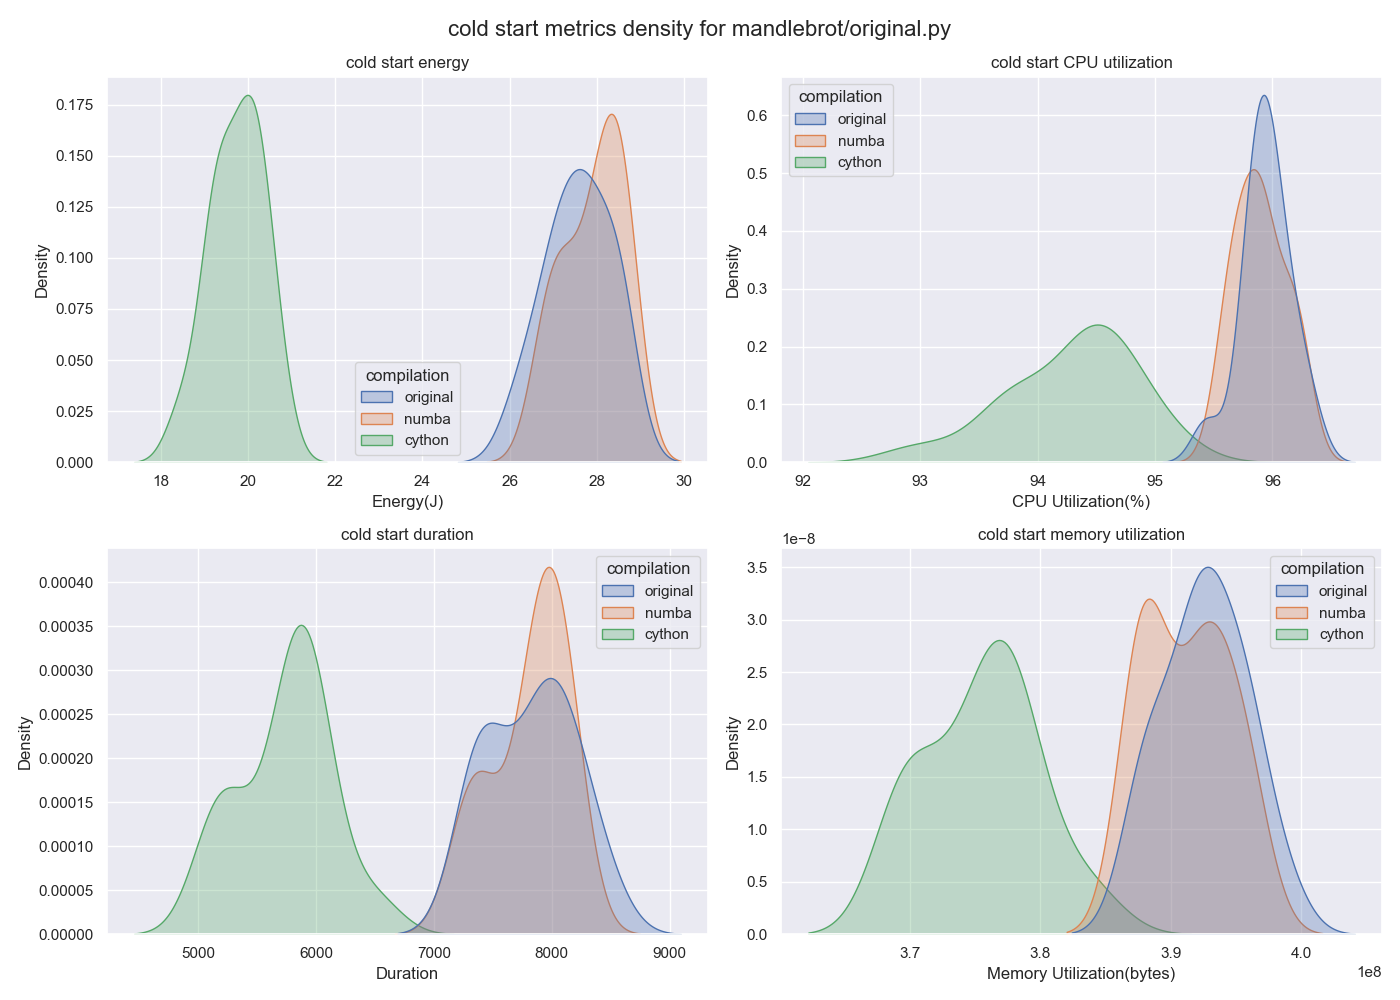 cold start metrics density for mandlebrot/original.py
cold start energy
Density
0.175
0.150
0.125
0.100
0.075
0.050
0.025
0.000
compilation
original
numba
cython
18 20 22 24 26 28 30
Energy(J)
cold start CPU utilization
Density
0.6
0.5
0.4
0.3
0.2
0.1
0.0
compilation
original
numba
cython
92 93 94 95 96
CPU Utilization(%)
cold start duration
Density
0.00040
0.00035
0.00030
0.00025
0.00020
0.00015
0.00010
0.00005
0.00000
compilation
original
numba
cython
5000 6000 7000 8000 9000
Duration
cold start memory utilization
1e−8
Density
3.5
3.0
2.5
2.0
1.5
1.0
0.5
0.0
compilation
original
numba
cython
3.7 3.8 3.9 4.0
1e8
Memory Utilization(bytes)